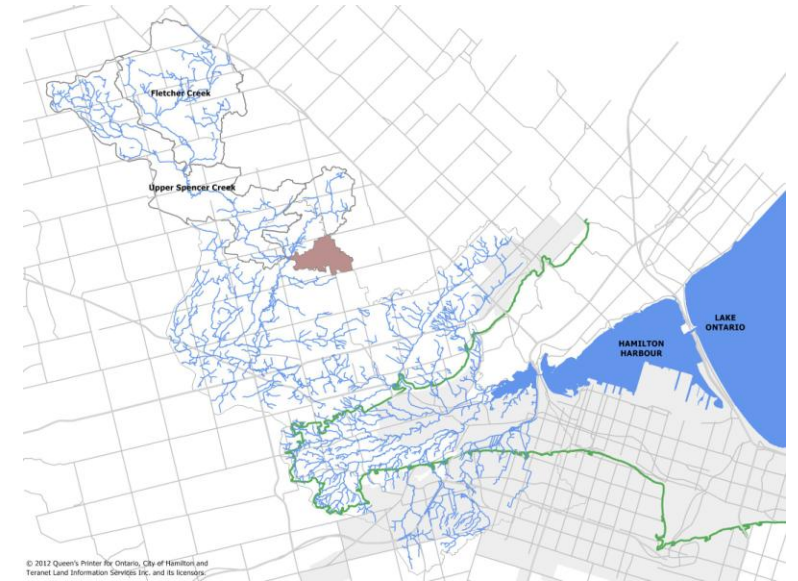 Fletcher Creek
Upper Spencer Creek
LAKE
ONTARIO
HAMILTON
HARBOUR
© 2012 Queen's Printer for Ontario, City of Hamilton and
Teranet Land Information Services Inc. and its licensors.